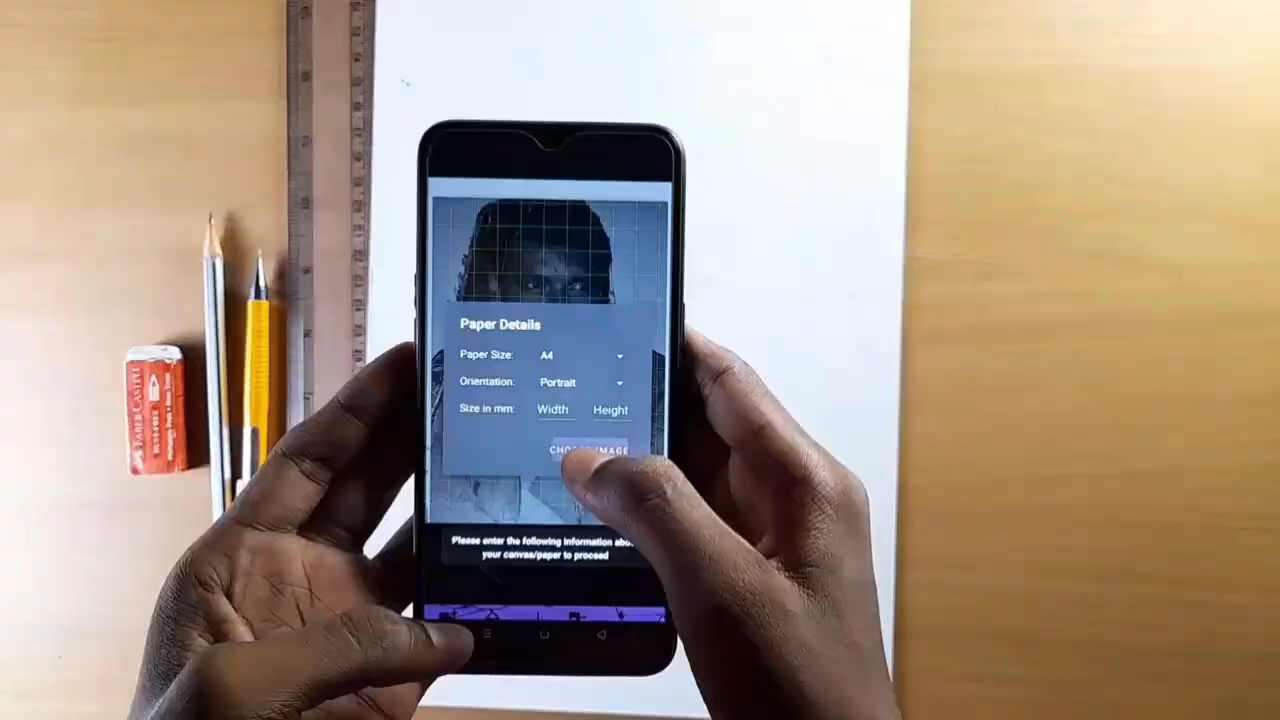 Paper Details
Paper Size: A4
Orientation: Portrait
Size in mm: Width Height
IMAGE
Please enter the following information
your canvas/paper to proceed
FABER CASTELL